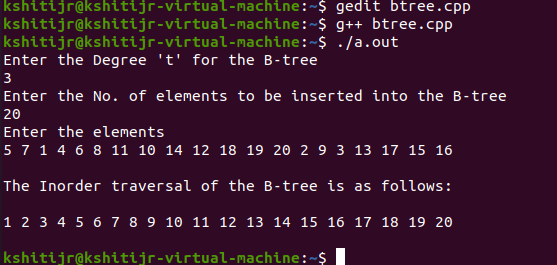 kshitijr@kshitijr-virtual-machine:~$ gedit btree.cpp
kshitijr@kshitijr-virtual-machine:~$ g++ btree.cpp
kshitijr@kshitijr-virtual-machine:~$ ./a.out
Enter the Degree 't' for the B-tree
3
Enter the No. of elements to be inserted into the B-tree
20
Enter the elements
5 7 1 4 6 8 11 10 14 12 18 19 20 2 9 3 13 17 15 16
The Inorder traversal of the B-tree is as follows:
1 2 3 4 5 6 7 8 9 10 11 12 13 14 15 16 17 18 19 20
kshitijr@kshitijr-virtual-machine:~$